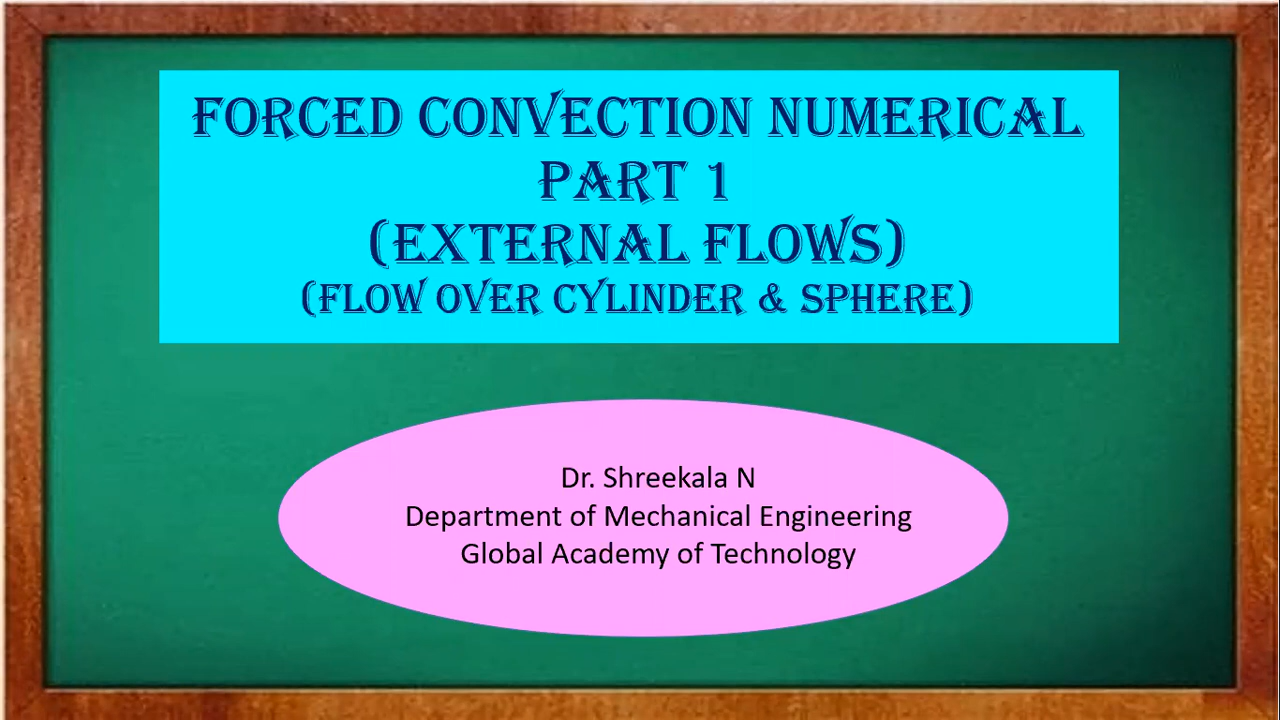 FORCED CONVECTION NUMERICAL
PART 1
(EXTERNAL FLOWS)
(FLOW OVER CYLINDER & SPHERE)
Dr. Shreekala N
Department of Mechanical Engineering
Global Academy of Technology